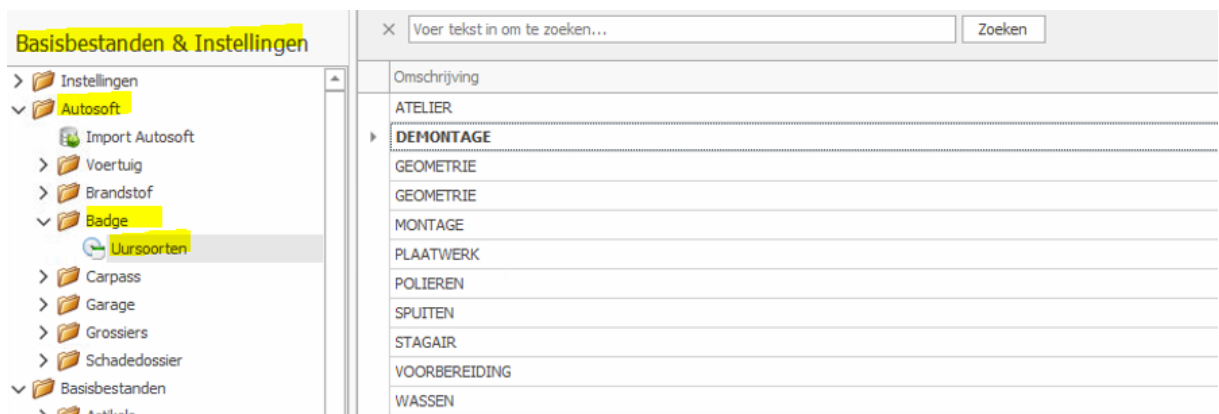 Basisbestanden & Instellingen
Instellingen
Autosoft
Import Autosoft
Voertuig
Brandstof
Badge
Uursoorten
Carpass
Garage
Grossiers
Schadedossier
Basisbestanden
Artikels
Voer tekst in om te zoeken...
Zoeken
Omschrijving
ATELIER
DEMONTAGE
GEOMETRIE
GEOMETRIE
MONTAGE
PLAATWERK
POLIEREN
SPUITEN
STAGAIR
VOORBEREIDING
WASSEN